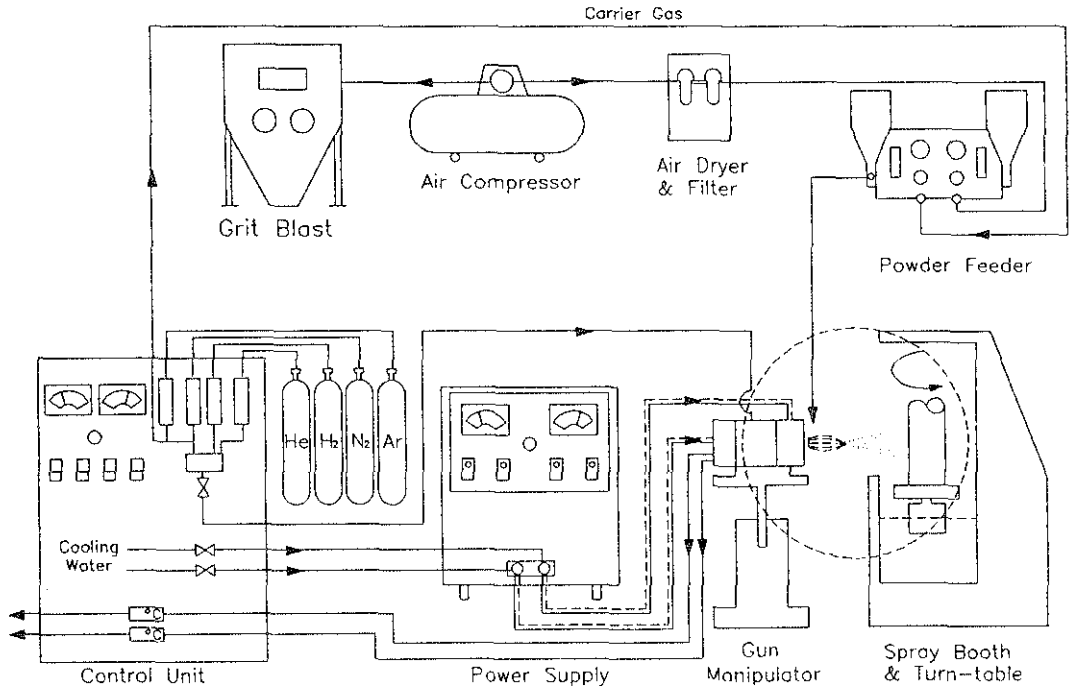 Carrier Gas
Grit Blast
Air Compressor
Air Dryer
& Filter
Powder Feeder
He
H₂
N₂
Ar
Cooling
Water
Control Unit
Power Supply
Gun
Manipulator
Spray Booth
& Turn-table